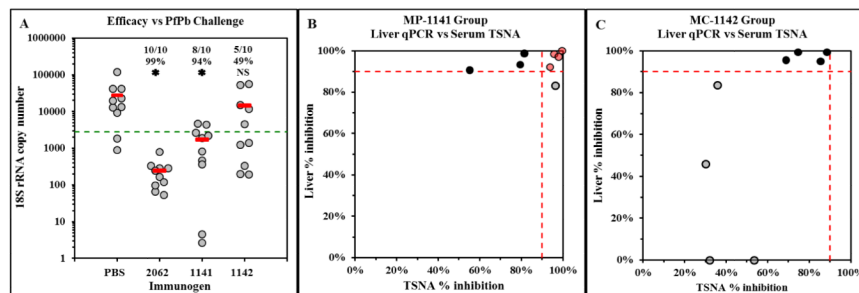 A
Efficacy vs PfPb Challenge
18S rRNA copy number
1000000
100000
10000
1000
100
10
1
10/10
99%
*
8/10
94%
*
5/10
49%
NS
PBS
2062
1141
1142
Immunogen
B
MP-1141 Group
Liver qPCR vs Serum TSNA
Liver % inhibition
100%
80%
60%
40%
20%
0%
0%
20%
40%
60%
80%
100%
TSNA % inhibition
C
MC-1142 Group
Liver qPCR vs Serum TSNA
Liver % inhibition
100%
80%
60%
40%
20%
0%
0%
20%
40%
60%
80%
100%
TSNA % inhibition